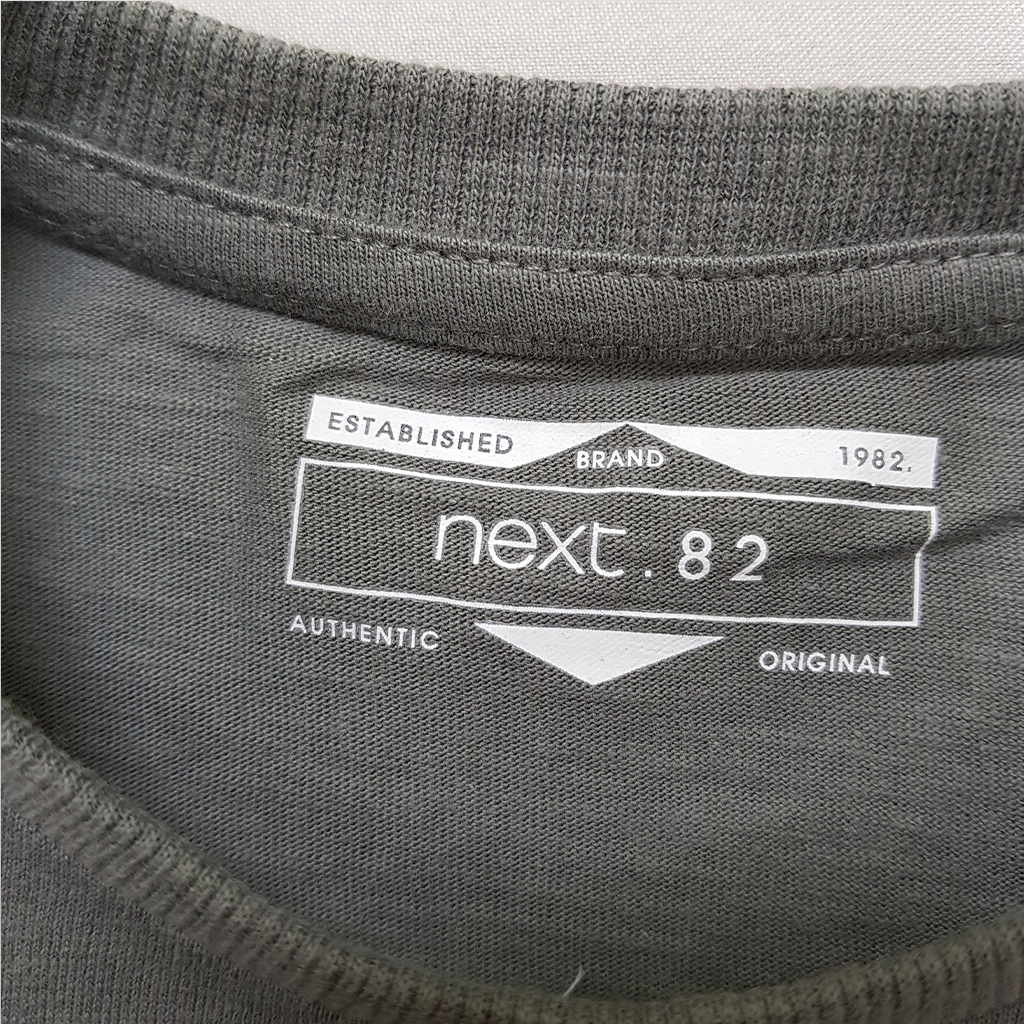 ESTABLISHED BRAND 1982.
next.82
AUTHENTIC ORIGINAL